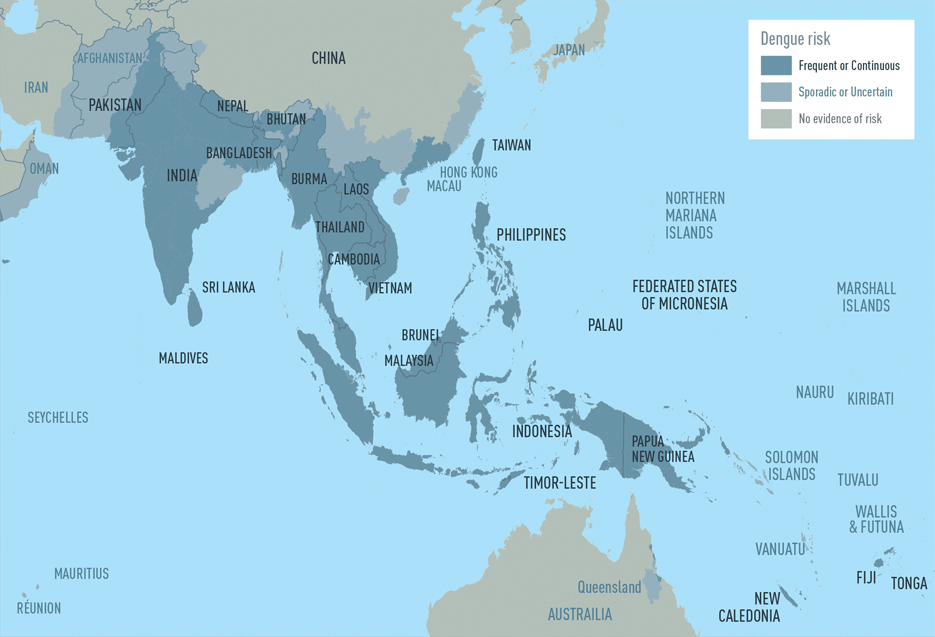 Dengue risk
Frequent or Continuous
Sporadic or Uncertain
No evidence of risk
CHINA
JAPAN
AFGHANISTAN
IRAN
PAKISTAN
NEPAL
BHUTAN
TAIWAN
BANGLADESH
OMAN
INDIA
BURMA
HONG KONG
MACAU
LAOS
NORTHERN
MARIANA
ISLANDS
THAILAND
PHILIPPINES
CAMBODIA
SRI LANKA
VIETNAM
FEDERATED STATES
OF MICRONESIA
MARSHALL
ISLANDS
PALAU
BRUNEI
MALDIVES
MALAYSIA
NAURU
KIRIBATI
SEYCHELLES
INDONESIA
PAPUA
NEW GUINEA
SOLOMON
ISLANDS
TIMOR-LESTE
TUVALU
WALLIS
& FUTUNA
VANUATU
MAURITIUS
FIJI
TONGA
Queensland
RÉUNION
NEW
CALEDONIA
AUSTRAILIA